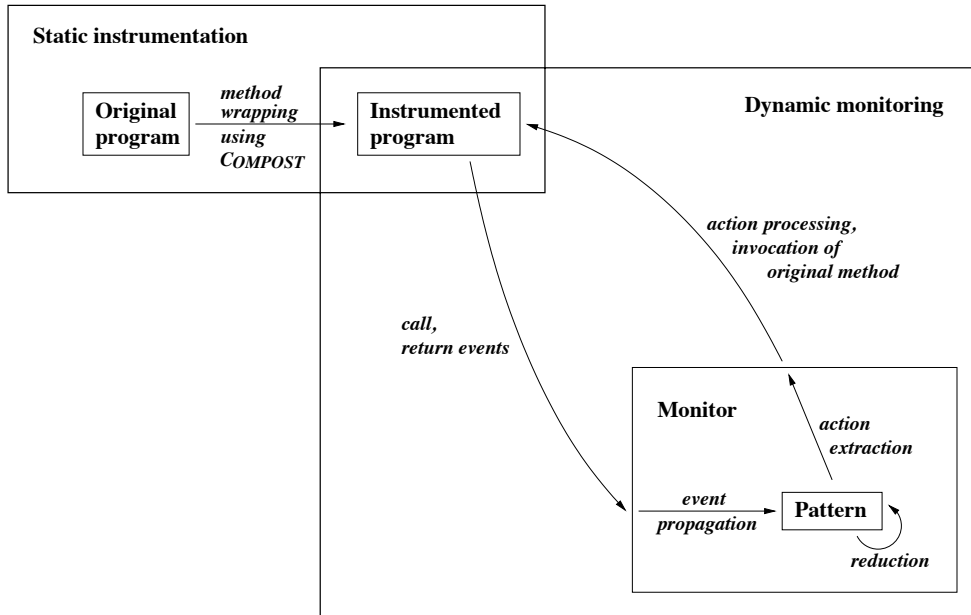 Static instrumentation
Original
program
method
wrapping
using
COMPOST
Instrumented
program
Dynamic monitoring
action processing,
invocation of
original method
call,
return events
Monitor
action
extraction
event
propagation
Pattern
reduction